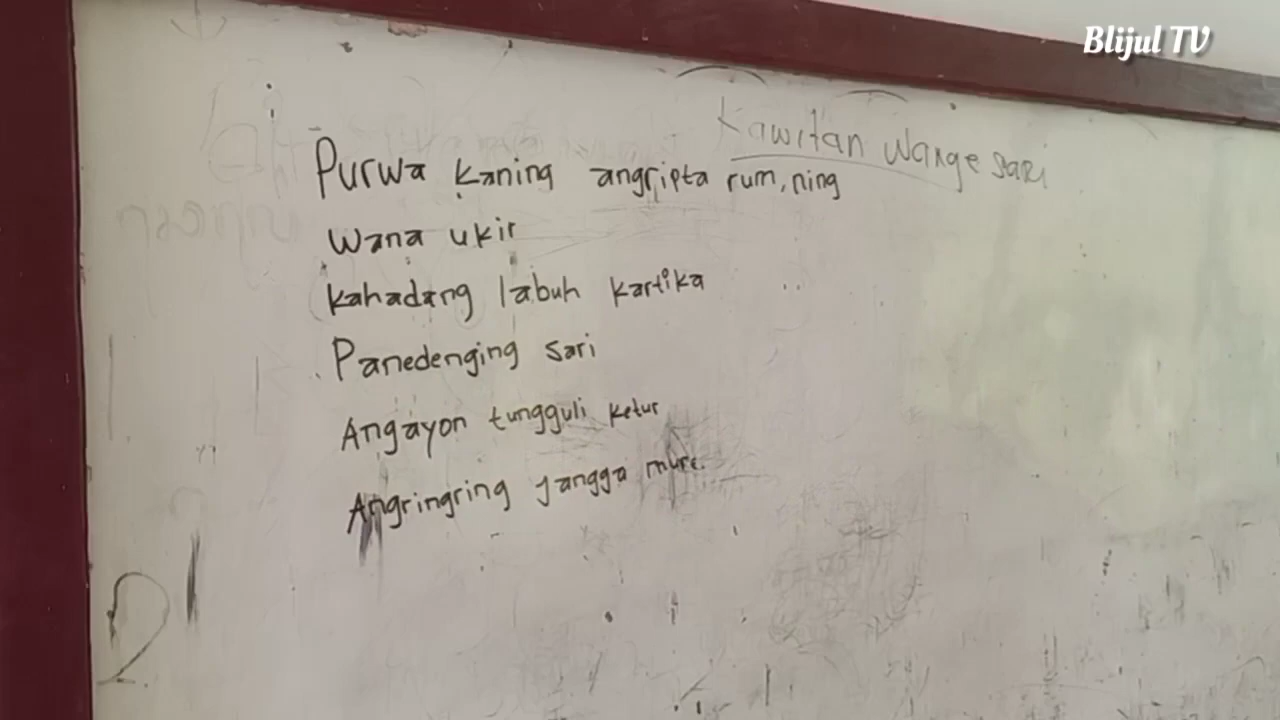 Blijul TV
Kawitan Wargesari
Purwa kaning angripta rum, ning
Wana ukir
Kahadang labuh kartika
Panedenging sari
Angayon tungguli ketur
Angringring jangga mure